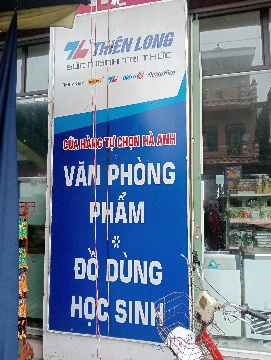 THIÊN LONG
SỨC MẠNH TRI THỨC
CỬA HÀNG TỰ CHỌN HÀ ANH
VĂN PHÒNG
PHẨM
*
ĐỒ DÙNG
HỌC SINH